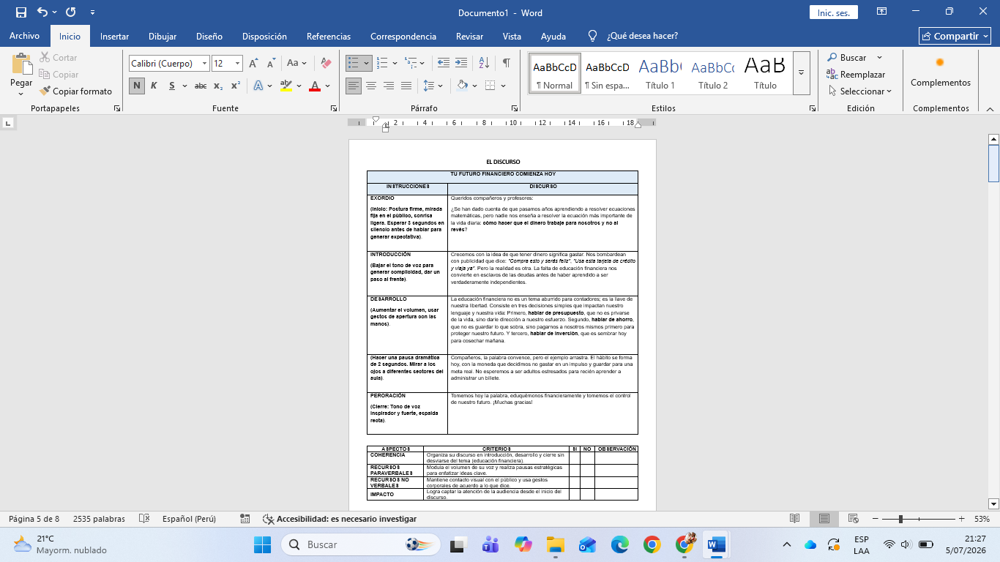 Documento1 - Word
Inic. ses.
Archivo
Inicio
Insertar
Dibujar
Diseño
Disposición
Referencias
Correspondencia
Revisar
Vista
Ayuda
¿Qué desea hacer?
Compartir
Pegar
Cortar
Copiar
Copiar formato
Portapapeles
Calibri (Cuerpo)
12
Aa
N K S abc x₂ x²
Fuente
Párrafo
AaBbCcD
¶ Normal
AaBbCcD
¶ Sin espa...
AaBb(
Título 1
AaBbCc
Título 2
AaB
Título
Estilos
Buscar
Reemplazar
Seleccionar
Edición
Complementos
Complementos
2 4 6 8 10 12 14 16 18
EL DISCURSO
TU FUTURO FINANCIERO COMIENZA HOY
INSTRUCCIONES
DISCURSO
EXORDIO
(Inicio: Postura firme, mirada
fija en el público, sonrisa
ligera. Esperar 3 segundos en
silencio antes de hablar para
generar expectativa).
Queridos compañeros y profesores:
¿Se han dado cuenta de que pasamos años aprendiendo a resolver ecuaciones
matemáticas, pero nadie nos enseña a resolver la ecuación más importante de
la vida diaria: cómo hacer que el dinero trabaje para nosotros y no al
revés?
INTRODUCCIÓN
(Bajar el tono de voz para
generar complicidad, dar un
paso al frente).
Crecemos con la idea de que tener dinero significa gastar. Nos bombardean
con publicidad que dice: "Compra esto y serás feliz", "Usa esta tarjeta de crédito
y viaja ya". Pero la realidad es otra. La falta de educación financiera nos
convierte en esclavos de las deudas antes de haber aprendido a ser
verdaderamente independientes.
DESARROLLO
(Aumentar el volumen, usar
gestos de apertura con las
manos).
La educación financiera no es un tema aburrido para contadores; es la llave de
nuestra libertad. Consiste en tres decisiones simples que impactan nuestro
lenguaje y nuestra vida: Primero, hablar de presupuesto, que no es privarse
de la vida, sino darle dirección a nuestro esfuerzo. Segundo, hablar de ahorro,
que no es guardar lo que sobra, sino pagarnos a nosotros mismos primero para
proteger nuestro futuro. Y tercero, hablar de inversión, que es sembrar hoy
para cosechar mañana.
(Hacer una pausa dramática
de 2 segundos. Mirar a los
ojos a diferentes sectores del
aula).
Compañeros, la palabra convence, pero el ejemplo arrastra. El hábito se forma
hoy, con la moneda que decidimos no gastar en un impulso y guardar para una
meta real. No esperemos a ser adultos estresados para recién aprender a
administrar un billete.
PERORACIÓN
(Cierre: Tono de voz
inspirador y fuerte, espalda
recta).
Tomemos hoy la palabra, eduquémonos financieramente y tomemos el control
de nuestro futuro. ¡Muchas gracias!
ASPECTOS
CRITERIOS
SI
NO
OBSERVACIÓN
COHERENCIA
Organiza su discurso en introducción, desarrollo y cierre sin
desviarse del tema (educación financiera).
RECURSOS
PARAVERBALES
Modula el volumen de su voz y realiza pausas estratégicas
para enfatizar ideas clave.
RECURSOS NO
VERBALES
Mantiene contacto visual con el público y usa gestos
corporales de acuerdo a lo que dice.
IMPACTO
Logra captar la atención de la audiencia desde el inicio del
discurso.
Página 5 de 8
2535 palabras
Español (Perú)
Accesibilidad: es necesario investigar
53%
21°C
Mayorm. nublado
Buscar
ESP
LAA
21:27
5/07/2026